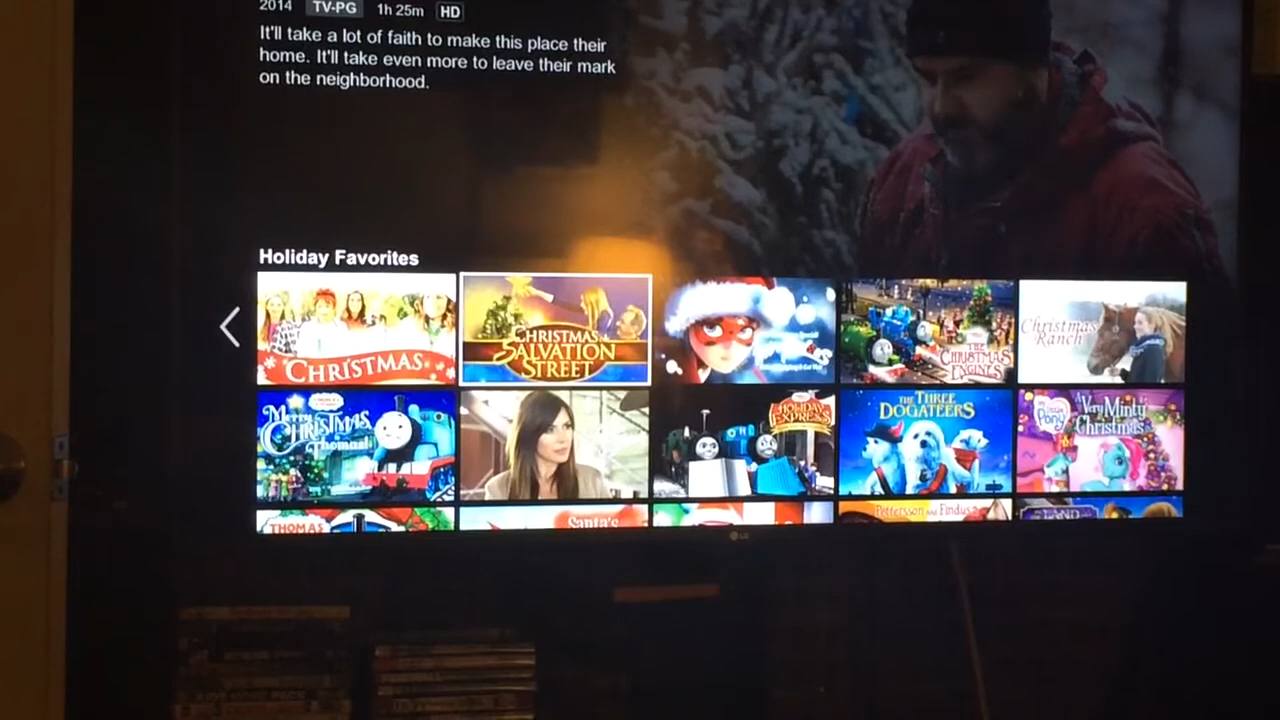 2014 TV-PG 1h 25m HD
It'll take a lot of faith to make this place their
home. It'll take even more to leave their mark
on the neighborhood.
Holiday Favorites
CHRISTMAS
CHRISTMAS
SALVATION
STREET
THE
CHRISTMAS
ENGINES
Christmas
Ranch
MERRY
CHRISTMAS
Thomas!
HOLIDAY
EXPRESS
THE THREE
DOGATEERS
My Little
Pony
A
Very Minty
Christmas
THOMAS
Santa's
Pettersson AND Findus 2
LG